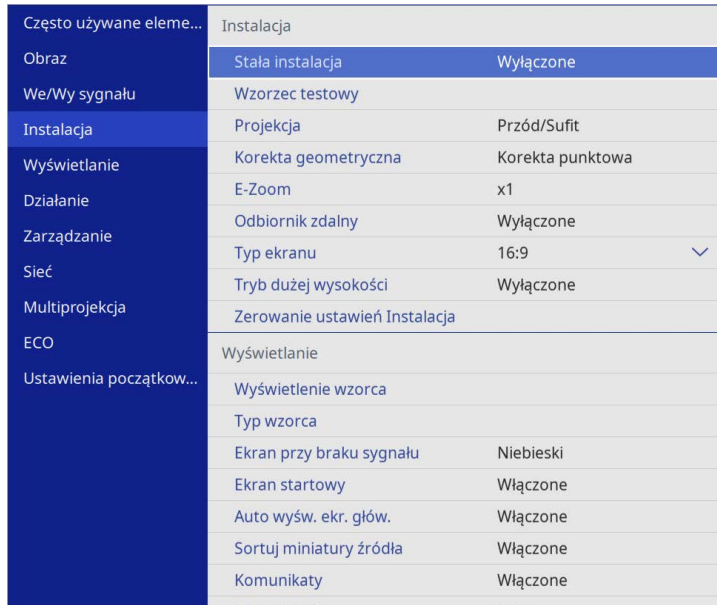 Często używane eleme...
Obraz
We/Wy sygnału
Instalacja
Wyświetlanie
Działanie
Zarządzanie
Sieć
Multiprojekcja
ECO
Ustawienia początkow...
Instalacja
Stała instalacja Wyłączone
Wzorzec testowy
Projekcja Przód/Sufit
Korekta geometryczna Korekta punktowa
E-Zoom x1
Odbiornik zdalny Wyłączone
Typ ekranu 16:9
Tryb dużej wysokości Wyłączone
Zerowanie ustawień Instalacja
Wyświetlanie
Wyświetlenie wzorca
Typ wzorca
Ekran przy braku sygnału Niebieski
Ekran startowy Włączone
Auto wyśw. ekr. głów. Włączone
Sortuj miniatury źródła Włączone
Komunikaty Włączone